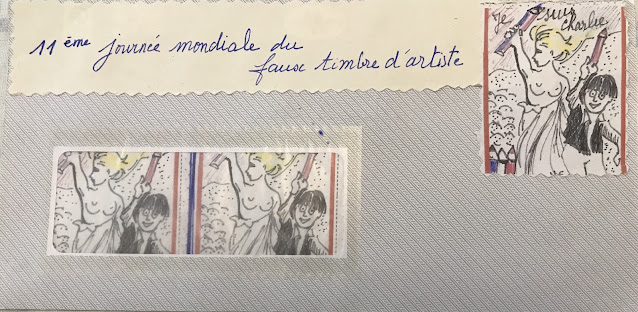 11ème journée mondiale du
faux timbre d'artiste
Je suis
Charlie